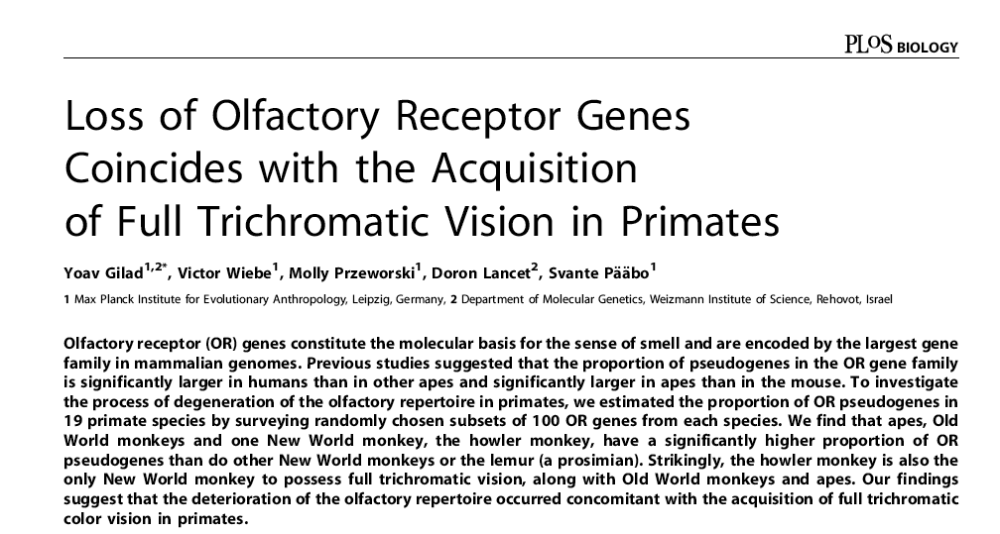 PLoS BIOLOGY
Loss of Olfactory Receptor Genes
Coincides with the Acquisition
of Full Trichromatic Vision in Primates
Yoav Gilad1,2*, Victor Wiebe1, Molly Przeworski1, Doron Lancet2, Svante Pääbo1
1 Max Planck Institute for Evolutionary Anthropology, Leipzig, Germany, 2 Department of Molecular Genetics, Weizmann Institute of Science, Rehovot, Israel
Olfactory receptor (OR) genes constitute the molecular basis for the sense of smell and are encoded by the largest gene
family in mammalian genomes. Previous studies suggested that the proportion of pseudogenes in the OR gene family
is significantly larger in humans than in other apes and significantly larger in apes than in the mouse. To investigate
the process of degeneration of the olfactory repertoire in primates, we estimated the proportion of OR pseudogenes in
19 primate species by surveying randomly chosen subsets of 100 OR genes from each species. We find that apes, Old
World monkeys and one New World monkey, the howler monkey, have a significantly higher proportion of OR
pseudogenes than do other New World monkeys or the lemur (a prosimian). Strikingly, the howler monkey is also the
only New World monkey to possess full trichromatic vision, along with Old World monkeys and apes. Our findings
suggest that the deterioration of the olfactory repertoire occurred concomitant with the acquisition of full trichromatic
color vision in primates.